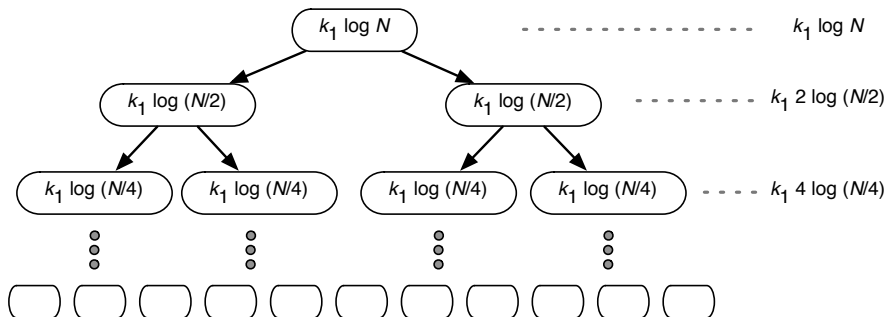 k₁ log N k₁ log N
k₁ log (N/2) k₁ log (N/2) k₁ 2 log (N/2)
k₁ log (N/4) k₁ log (N/4) k₁ log (N/4) k₁ log (N/4) k₁ 4 log (N/4)